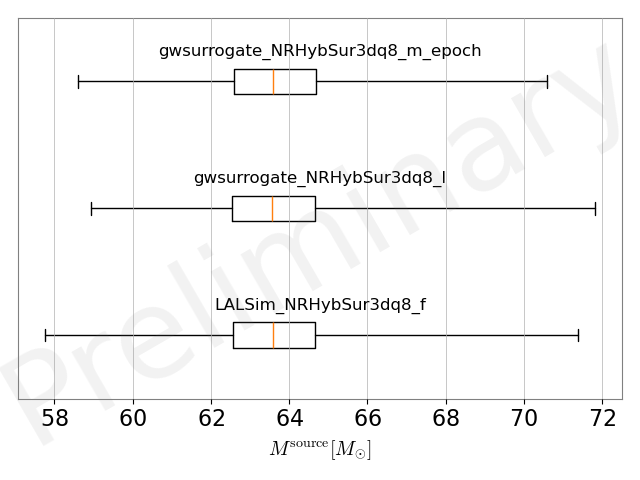 gwsurrogate_NRHybSur3dq8_m_epoch
gwsurrogate_NRHybSur3dq8_l
LALSim_NRHybSur3dq8_f
Preliminary
58 60 62 64 66 68 70 72
M^source [M_⊙]